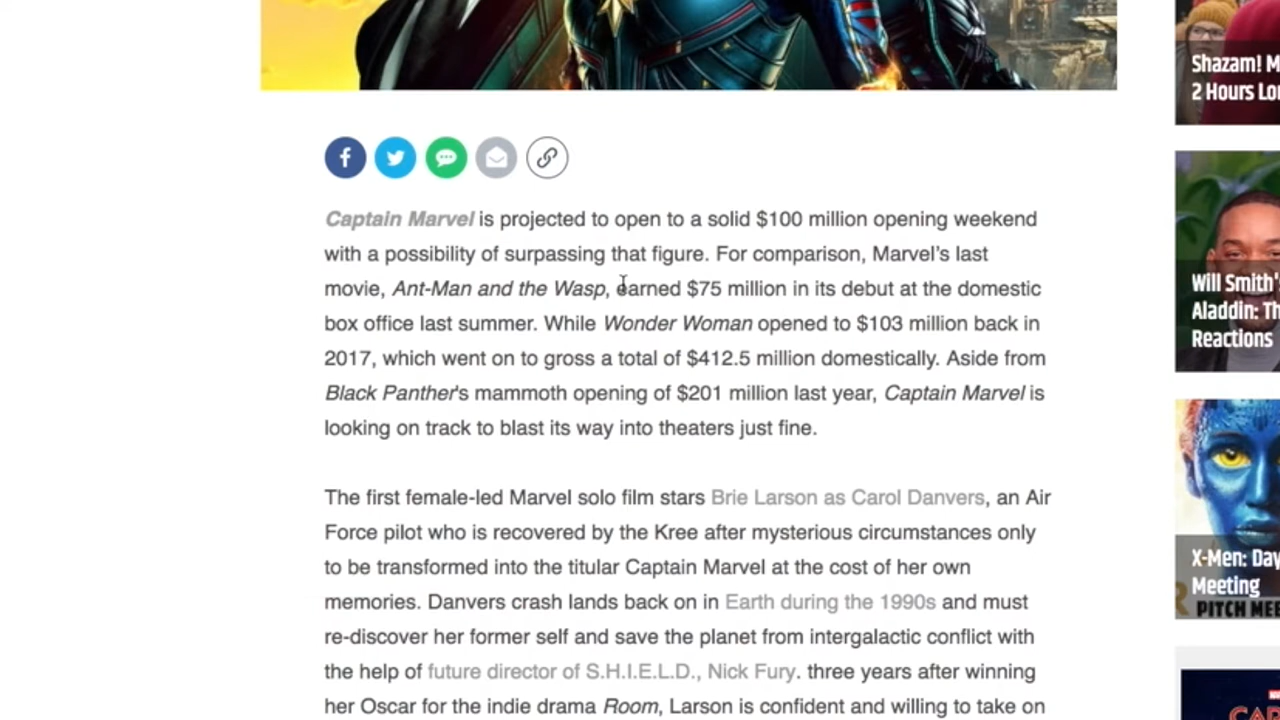 Captain Marvel is projected to open to a solid $100 million opening weekend
with a possibility of surpassing that figure. For comparison, Marvel's last
movie, Ant-Man and the Wasp, earned $75 million in its debut at the domestic
box office last summer. While Wonder Woman opened to $103 million back in
2017, which went on to gross a total of $412.5 million domestically. Aside from
Black Panther's mammoth opening of $201 million last year, Captain Marvel is
looking on track to blast its way into theaters just fine.
The first female-led Marvel solo film stars Brie Larson as Carol Danvers, an Air
Force pilot who is recovered by the Kree after mysterious circumstances only
to be transformed into the titular Captain Marvel at the cost of her own
memories. Danvers crash lands back on in Earth during the 1990s and must
re-discover her former self and save the planet from intergalactic conflict with
the help of future director of S.H.I.E.L.D., Nick Fury. three years after winning
her Oscar for the indie drama Room, Larson is confident and willing to take on
Shazam! M
2 Hours Lo
Will Smith'
Aladdin: Th
Reactions
X-Men: Day
Meeting
PITCH MEE